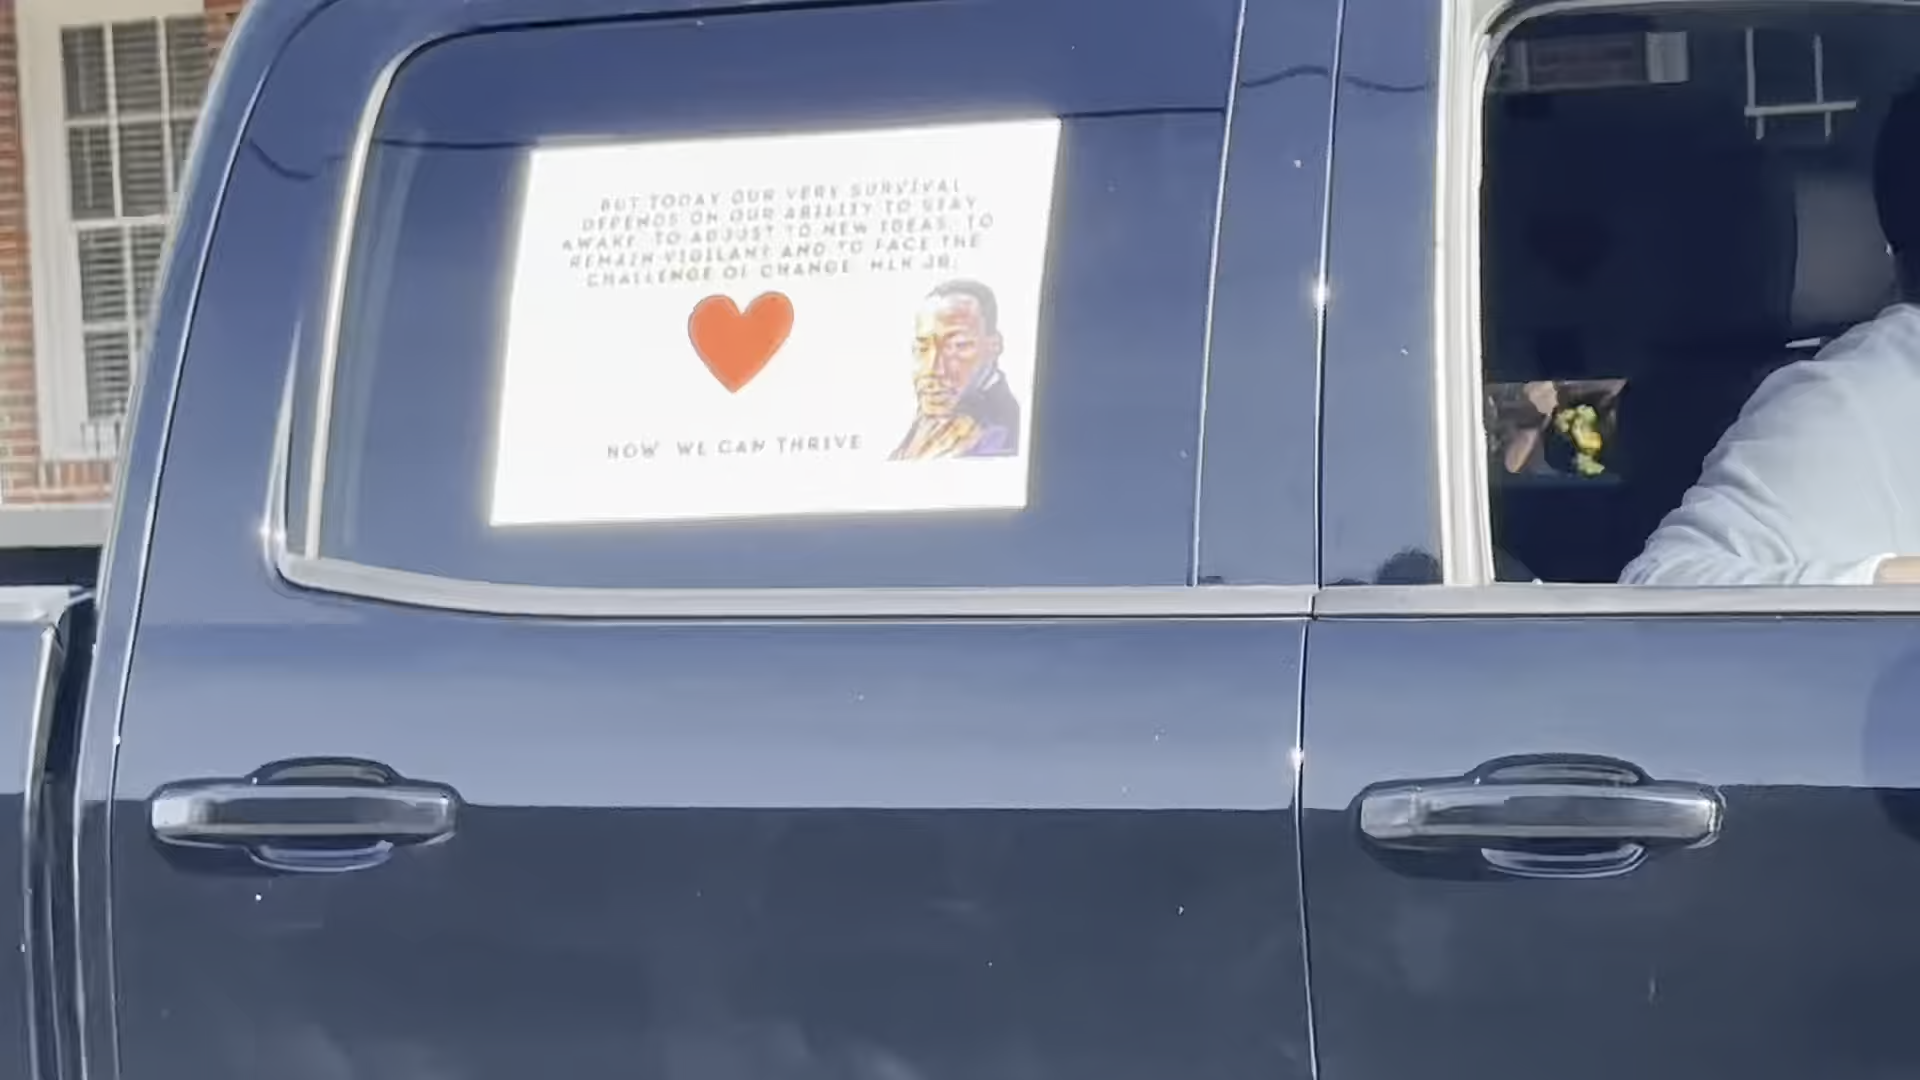 BUT TODAY OUR VERY SURVIVAL
DEPENDS ON OUR ABILITY TO STAY
AWAKE, TO ADJUST TO NEW IDEAS, TO
REMAIN VIGILANT AND TO FACE THE
CHALLENGE OF CHANGE. MLK JR.
NOW WE CAN THRIVE